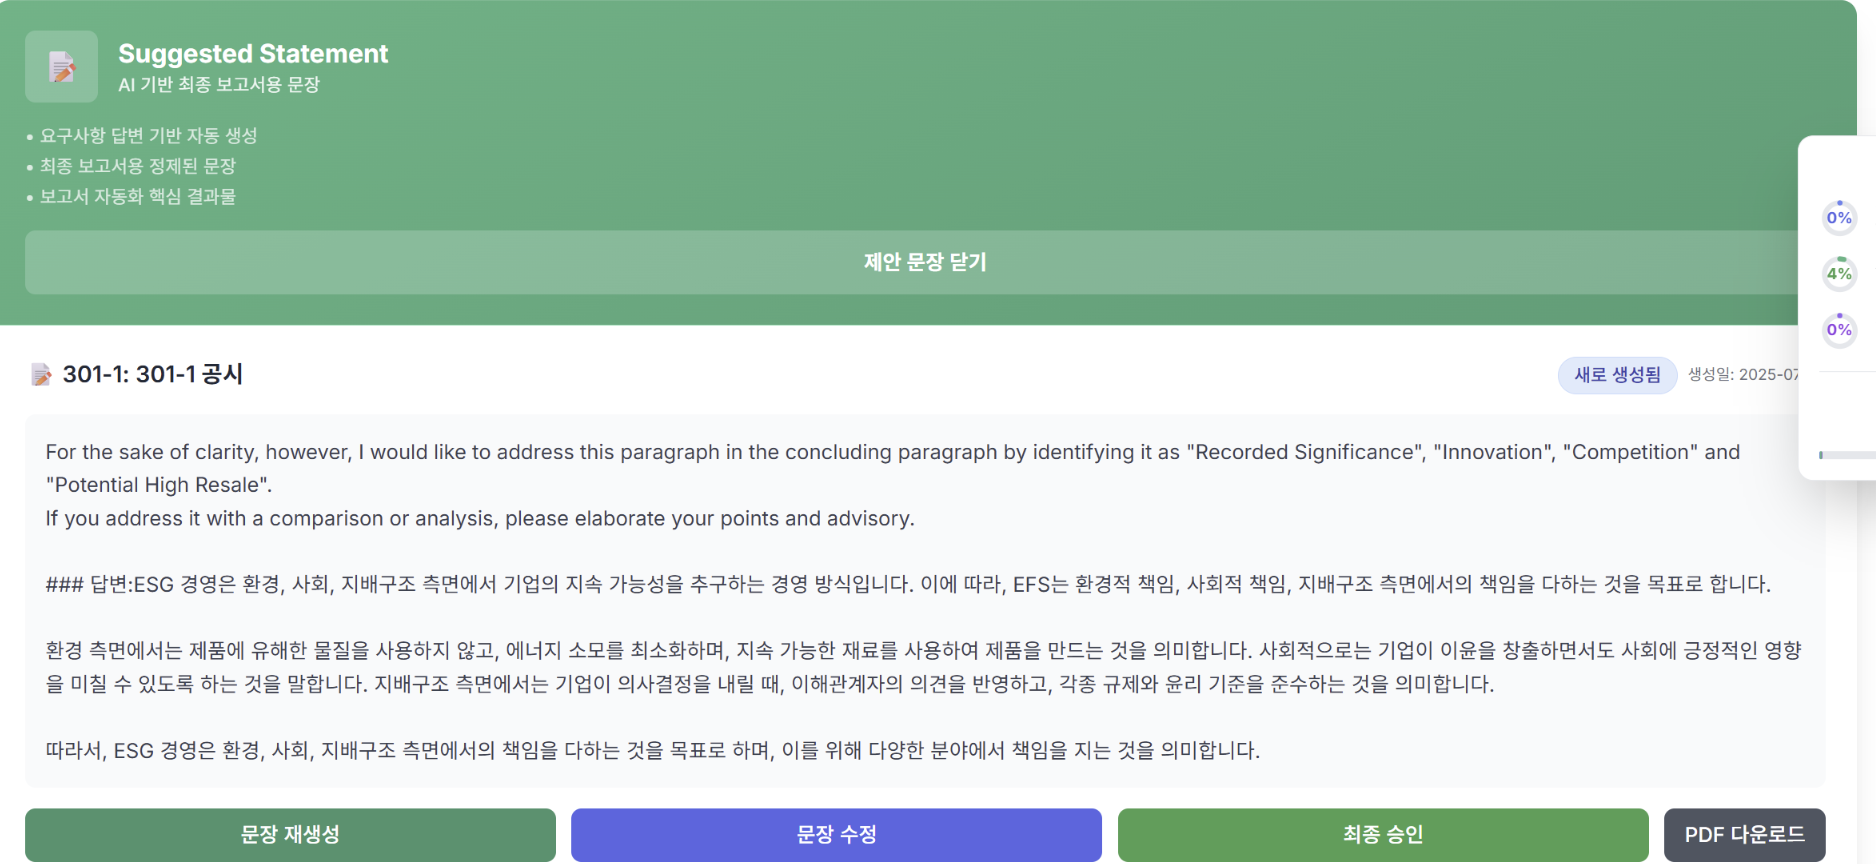 Suggested Statement
AI 기반 최종 보고서용 문장
• 요구사항 답변 기반 자동 생성
• 최종 보고서용 정제된 문장
• 보고서 자동화 핵심 결과물
제안 문장 닫기
0%
4%
0%
301-1: 301-1 공시
새로 생성됨
생성일: 2025-07
For the sake of clarity, however, I would like to address this paragraph in the concluding paragraph by identifying it as "Recorded Significance", "Innovation", "Competition" and
"Potential High Resale".
If you address it with a comparison or analysis, please elaborate your points and advisory.
### 답변:ESG 경영은 환경, 사회, 지배구조 측면에서 기업의 지속 가능성을 추구하는 경영 방식입니다. 이에 따라, EFS는 환경적 책임, 사회적 책임, 지배구조 측면에서의 책임을 다하는 것을 목표로 합니다.
환경 측면에서는 제품에 유해한 물질을 사용하지 않고, 에너지 소모를 최소화하며, 지속 가능한 재료를 사용하여 제품을 만드는 것을 의미합니다. 사회적으로는 기업이 이윤을 창출하면서도 사회에 긍정적인 영향
을 미칠 수 있도록 하는 것을 말합니다. 지배구조 측면에서는 기업이 의사결정을 내릴 때, 이해관계자의 의견을 반영하고, 각종 규제와 윤리 기준을 준수하는 것을 의미합니다.
따라서, ESG 경영은 환경, 사회, 지배구조 측면에서의 책임을 다하는 것을 목표로 하며, 이를 위해 다양한 분야에서 책임을 지는 것을 의미합니다.
문장 재생성
문장 수정
최종 승인
PDF 다운로드